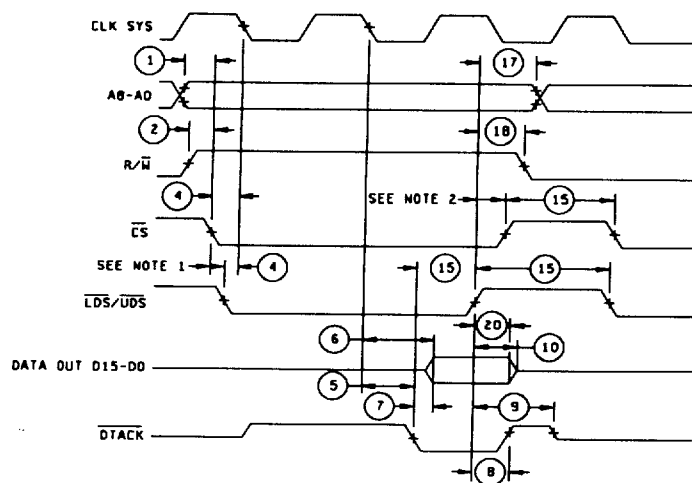 CLK SYS
1
17
A8-A0
2
18
R/W
4
SEE NOTE 2
15
CS
SEE NOTE 1
4
15
15
LDS/UDS
20
6
10
DATA OUT D15-D0
5
7
9
DTACK
8